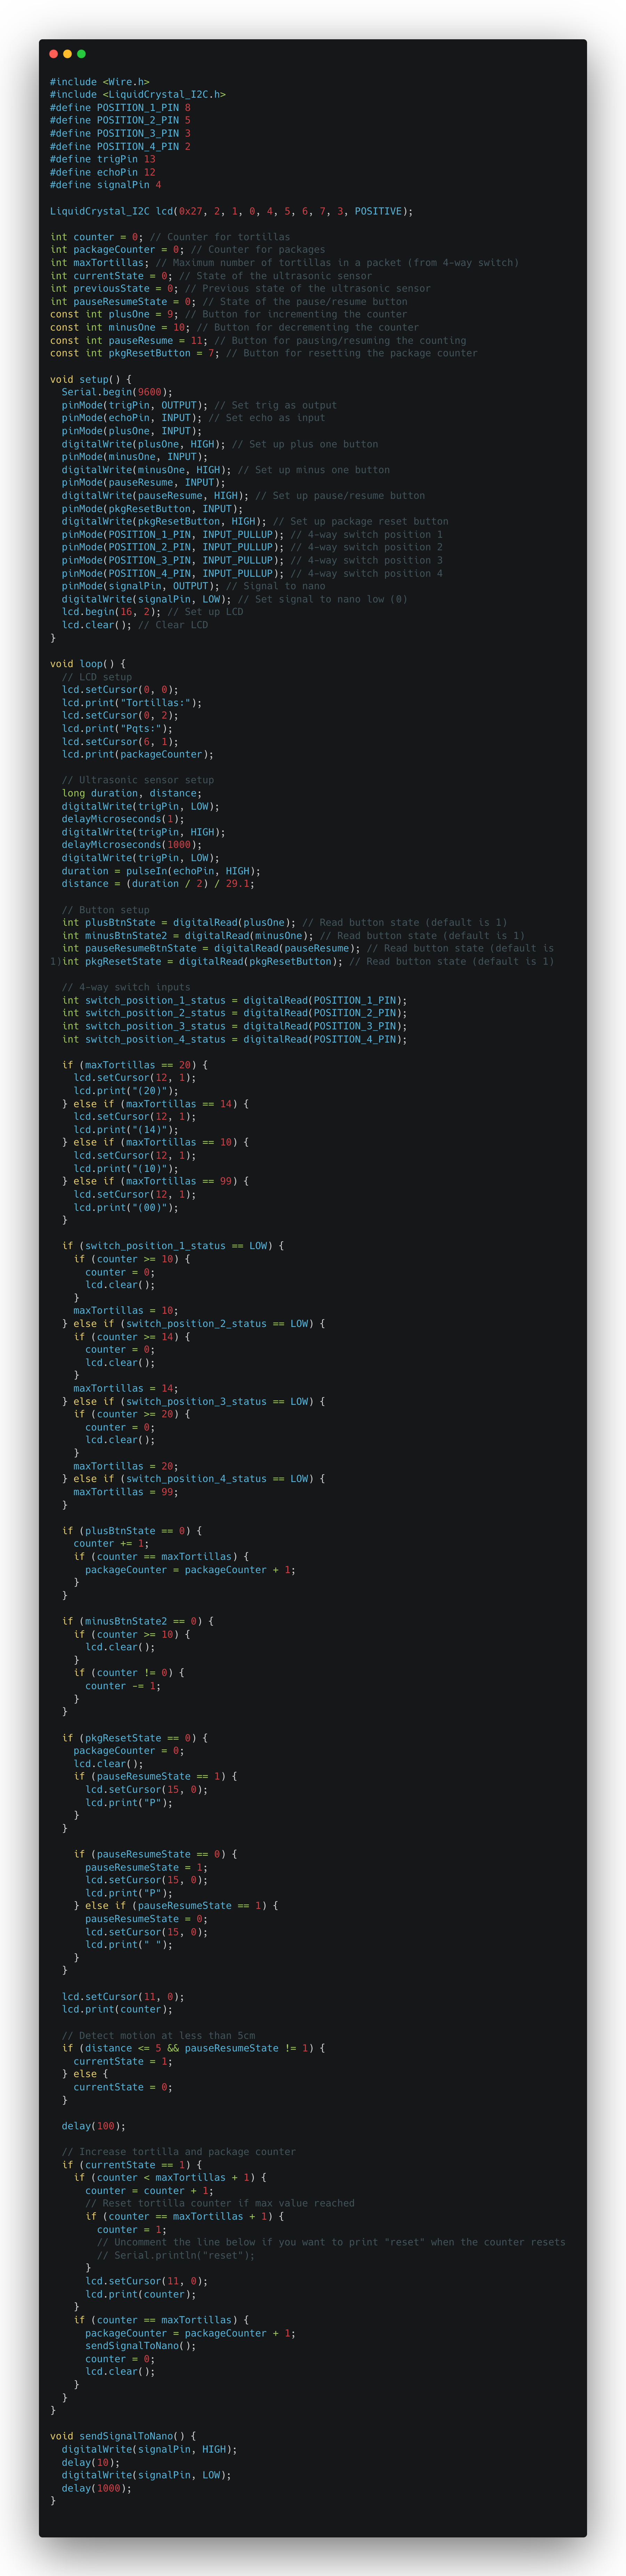 #include <Wire.h>
#include <LiquidCrystal_I2C.h>
#define POSITION_1_PIN 8
#define POSITION_2_PIN 5
#define POSITION_3_PIN 3
#define POSITION_4_PIN 2
#define trigPin 13
#define echoPin 12
#define signalPin 4

LiquidCrystal_I2C lcd(0x27, 2, 1, 0, 4, 5, 6, 7, 3, POSITIVE);

int counter = 0; // Counter for tortillas
int packageCounter = 0; // Counter for packages
int maxTortillas; // Maximum number of tortillas in a packet (from 4-way switch)
int currentState = 0; // State of the ultrasonic sensor
int previousState = 0; // Previous state of the ultrasonic sensor
int pauseResumeState = 0; // State of the pause/resume button
const int plusOne = 9; // Button for incrementing the counter
const int minusOne = 10; // Button for decrementing the counter
const int pauseResume = 11; // Button for pausing/resuming the counting
const int pkgResetButton = 7; // Button for resetting the package counter

void setup() {
  Serial.begin(9600);
  pinMode(trigPin, OUTPUT); // Set trig as output
  pinMode(echoPin, INPUT); // Set echo as input
  pinMode(plusOne, INPUT);
  digitalWrite(plusOne, HIGH); // Set up plus one button
  pinMode(minusOne, INPUT);
  digitalWrite(minusOne, HIGH); // Set up minus one button
  pinMode(pauseResume, INPUT);
  digitalWrite(pauseResume, HIGH); // Set up pause/resume button
  pinMode(pkgResetButton, INPUT);
  digitalWrite(pkgResetButton, HIGH); // Set up package reset button
  pinMode(POSITION_1_PIN, INPUT_PULLUP); // 4-way switch position 1
  pinMode(POSITION_2_PIN, INPUT_PULLUP); // 4-way switch position 2
  pinMode(POSITION_3_PIN, INPUT_PULLUP); // 4-way switch position 3
  pinMode(POSITION_4_PIN, INPUT_PULLUP); // 4-way switch position 4
  pinMode(signalPin, OUTPUT); // Signal to nano
  digitalWrite(signalPin, LOW); // Set signal to nano low (0)
  lcd.begin(16, 2); // Set up LCD
  lcd.clear(); // Clear LCD
}

void loop() {
  // LCD setup
  lcd.setCursor(0, 0);
  lcd.print("Tortillas:");
  lcd.setCursor(0, 2);
  lcd.print("Pqts:");
  lcd.setCursor(6, 1);
  lcd.print(packageCounter);

  // Ultrasonic sensor setup
  long duration, distance;
  digitalWrite(trigPin, LOW);
  delayMicroseconds(1);
  digitalWrite(trigPin, HIGH);
  delayMicroseconds(1000);
  digitalWrite(trigPin, LOW);
  duration = pulseIn(echoPin, HIGH);
  distance = (duration / 2) / 29.1;

  // Button setup
  int plusBtnState = digitalRead(plusOne); // Read button state (default is 1)
  int minusBtnState2 = digitalRead(minusOne); // Read button state (default is 1)
  int pauseResumeBtnState = digitalRead(pauseResume); // Read button state (default is
1)int pkgResetState = digitalRead(pkgResetButton); // Read button state (default is 1)

  // 4-way switch inputs
  int switch_position_1_status = digitalRead(POSITION_1_PIN);
  int switch_position_2_status = digitalRead(POSITION_2_PIN);
  int switch_position_3_status = digitalRead(POSITION_3_PIN);
  int switch_position_4_status = digitalRead(POSITION_4_PIN);

  if (maxTortillas == 20) {
    lcd.setCursor(12, 1);
    lcd.print("(20)");
  } else if (maxTortillas == 14) {
    lcd.setCursor(12, 1);
    lcd.print("(14)");
  } else if (maxTortillas == 10) {
    lcd.setCursor(12, 1);
    lcd.print("(10)");
  } else if (maxTortillas == 99) {
    lcd.setCursor(12, 1);
    lcd.print("(00)");
  }

  if (switch_position_1_status == LOW) {
    if (counter >= 10) {
      counter = 0;
      lcd.clear();
    }
    maxTortillas = 10;
  } else if (switch_position_2_status == LOW) {
    if (counter >= 14) {
      counter = 0;
      lcd.clear();
    }
    maxTortillas = 14;
  } else if (switch_position_3_status == LOW) {
    if (counter >= 20) {
      counter = 0;
      lcd.clear();
    }
    maxTortillas = 20;
  } else if (switch_position_4_status == LOW) {
    maxTortillas = 99;
  }

  if (plusBtnState == 0) {
    counter += 1;
    if (counter == maxTortillas) {
      packageCounter = packageCounter + 1;
    }
  }

  if (minusBtnState2 == 0) {
    if (counter >= 10) {
      lcd.clear();
    }
    if (counter != 0) {
      counter -= 1;
    }
  }

  if (pkgResetState == 0) {
    packageCounter = 0;
    lcd.clear();
    if (pauseResumeState == 1) {
      lcd.setCursor(15, 0);
      lcd.print("P");
    }
  }

    if (pauseResumeState == 0) {
      pauseResumeState = 1;
      lcd.setCursor(15, 0);
      lcd.print("P");
    } else if (pauseResumeState == 1) {
      pauseResumeState = 0;
      lcd.setCursor(15, 0);
      lcd.print(" ");
    }
  }

  lcd.setCursor(11, 0);
  lcd.print(counter);

  // Detect motion at less than 5cm
  if (distance <= 5 && pauseResumeState != 1) {
    currentState = 1;
  } else {
    currentState = 0;
  }

  delay(100);

  // Increase tortilla and package counter
  if (currentState == 1) {
    if (counter < maxTortillas + 1) {
      counter = counter + 1;
      // Reset tortilla counter if max value reached
      if (counter == maxTortillas + 1) {
        counter = 1;
        // Uncomment the line below if you want to print "reset" when the counter resets
        // Serial.println("reset");
      }
      lcd.setCursor(11, 0);
      lcd.print(counter);
    }
    if (counter == maxTortillas) {
      packageCounter = packageCounter + 1;
      sendSignalToNano();
      counter = 0;
      lcd.clear();
    }
  }
}

void sendSignalToNano() {
  digitalWrite(signalPin, HIGH);
  delay(10);
  digitalWrite(signalPin, LOW);
  delay(1000);
}